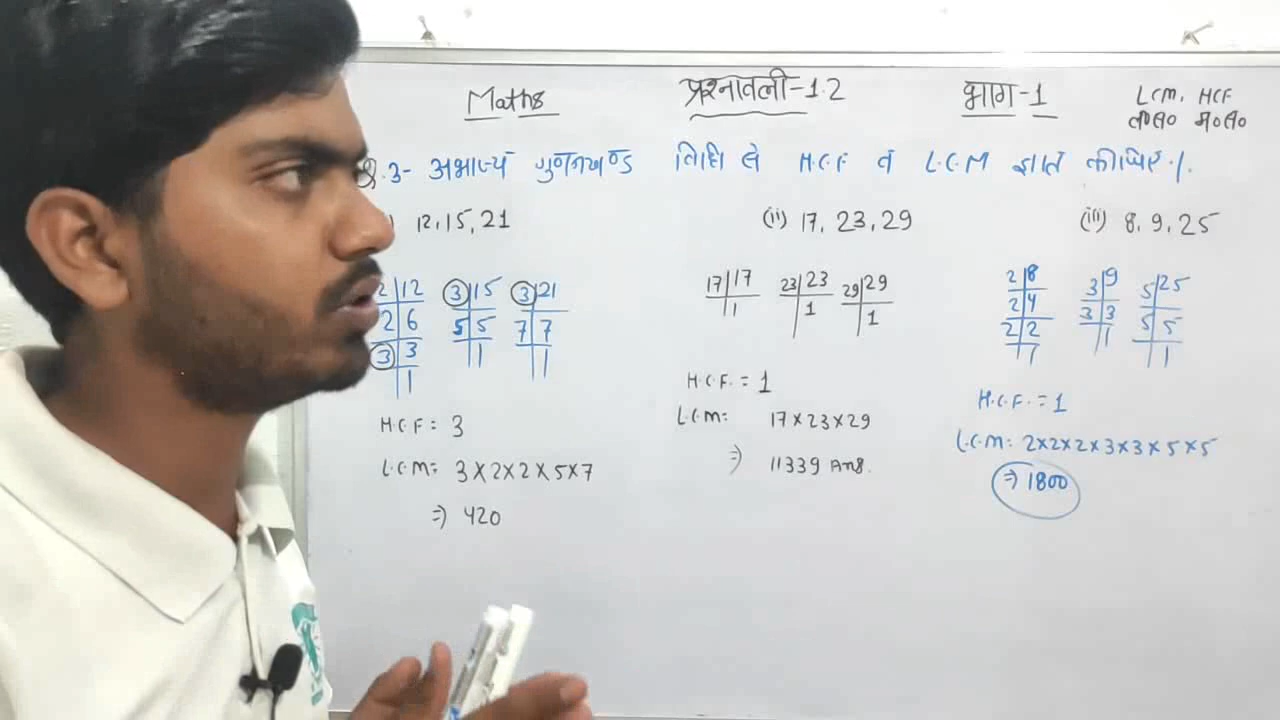 Maths प्रश्नावली-1.2 भाग-1 LCM, HCF
ल०स० म०स०
Q.3- अभाज्य गुणनखण्ड विधि से H.C.F व L.C.M ज्ञात कीजिए।
12, 15, 21 (ii) 17, 23, 29 (iii) 8, 9, 25
2 | 12 3 | 15 3 | 21
2 | 6 5 | 5 7 | 7
3 | 3 1 1
1
17 | 17 23 | 23 29 | 29
1 1 1
2 | 8 3 | 9 5 | 25
2 | 4 3 | 3 5 | 5
2 | 2 1 1
1
H.C.F = 3
L.C.M = 3×2×2×5×7
⇒ 420
H.C.F. = 1
L.C.M = 17×23×29
⇒ 11339 Ans.
H.C.F. = 1
L.C.M = 2×2×2×3×3×5×5
⇒ 1800